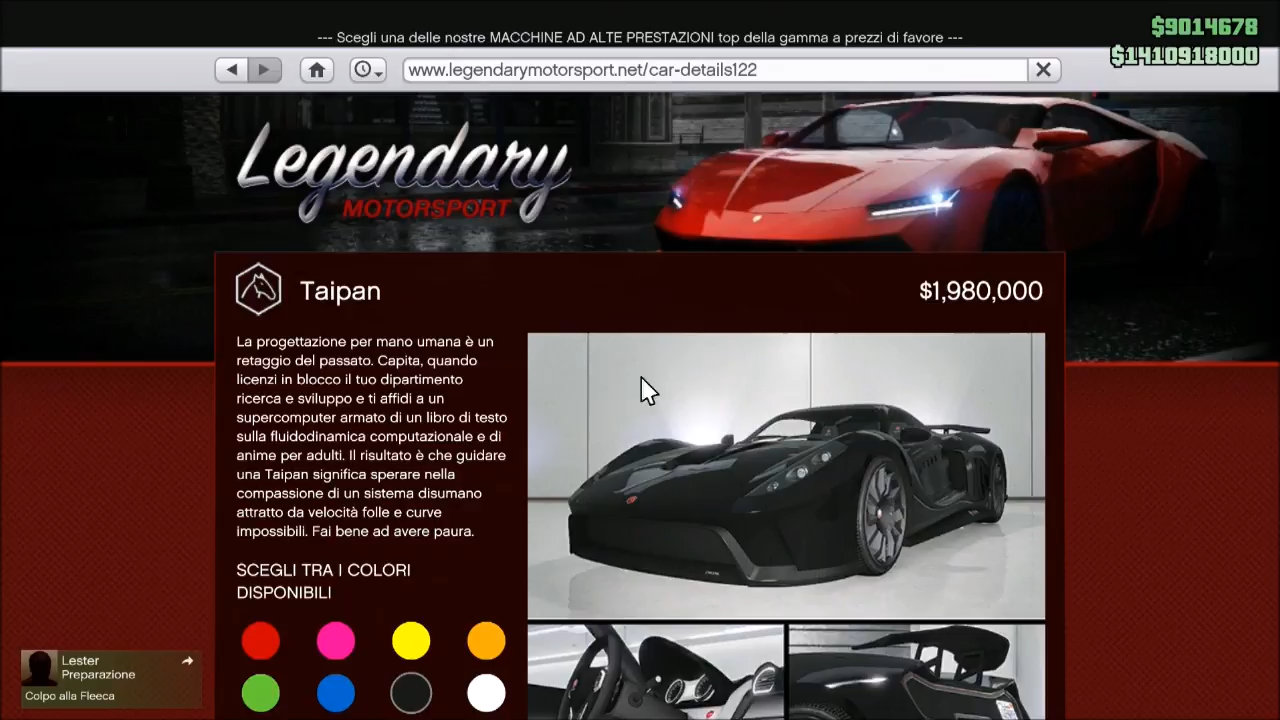 --- Scegli una delle nostre MACCHINE AD ALTE PRESTAZIONI top della gamma a prezzi di favore ---
$9014678
$1410918000
www.legendarymotorsport.net/car-details122
Legendary
MOTORSPORT
Taipan
$1,980,000
La progettazione per mano umana è un
retaggio del passato. Capita, quando
licenzi in blocco il tuo dipartimento
ricerca e sviluppo e ti affidi a un
supercomputer armato di un libro di testo
sulla fluidodinamica computazionale e di
anime per adulti. Il risultato è che guidare
una Taipan significa sperare nella
compassione di un sistema disumano
attratto da velocità folle e curve
impossibili. Fai bene ad avere paura.
SCEGLI TRA I COLORI
DISPONIBILI
Lester
Preparazione
Colpo alla Fleeca